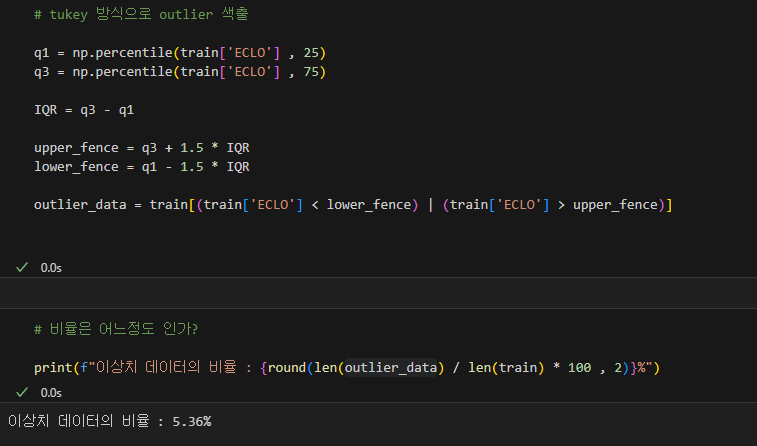 # tukey 방식으로 outlier 색출
q1 = np.percentile(train['ECLO'] , 25)
q3 = np.percentile(train['ECLO'] , 75)
IQR = q3 - q1
upper_fence = q3 + 1.5 * IQR
lower_fence = q1 - 1.5 * IQR
outlier_data = train[(train['ECLO'] < lower_fence) | (train['ECLO'] > upper_fence)]
0.0s
# 비율은 어느정도 인가?
print(f"이상치 데이터의 비율 : {round(len(outlier_data) / len(train) * 100 , 2)}%")
0.0s
이상치 데이터의 비율 : 5.36%